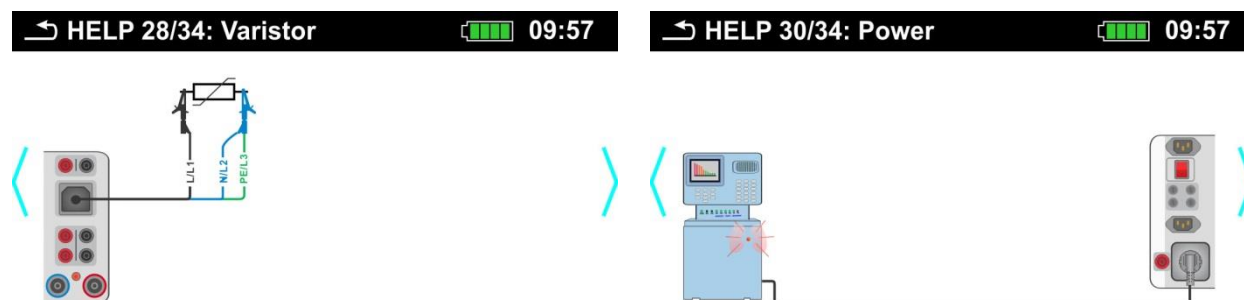 HELP 28/34: Varistor
09:57
L/L1
N/L2
PE/L3
HELP 30/34: Power
09:57